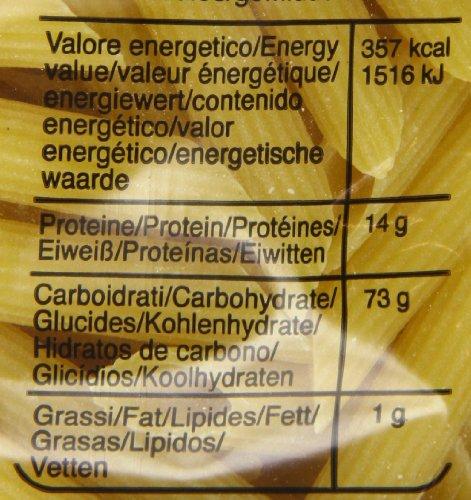 Valore energetico/Energy 357 kcal
value/valeur énergétique/ 1516 kJ
energiewert/contenido
energético/valor
energético/energetische
waarde
Proteine/Protein/Protéines/ 14 g
Eiweiß/Proteínas/Eiwitten
Carboidrati/Carbohydrate/ 73 g
Glucides/Kohlenhydrate/
Hidratos de carbono/
Glicídios/Koolhydraten
Grassi/Fat/Lipides/Fett/ 1 g
Grasas/Lipidos/
Vetten